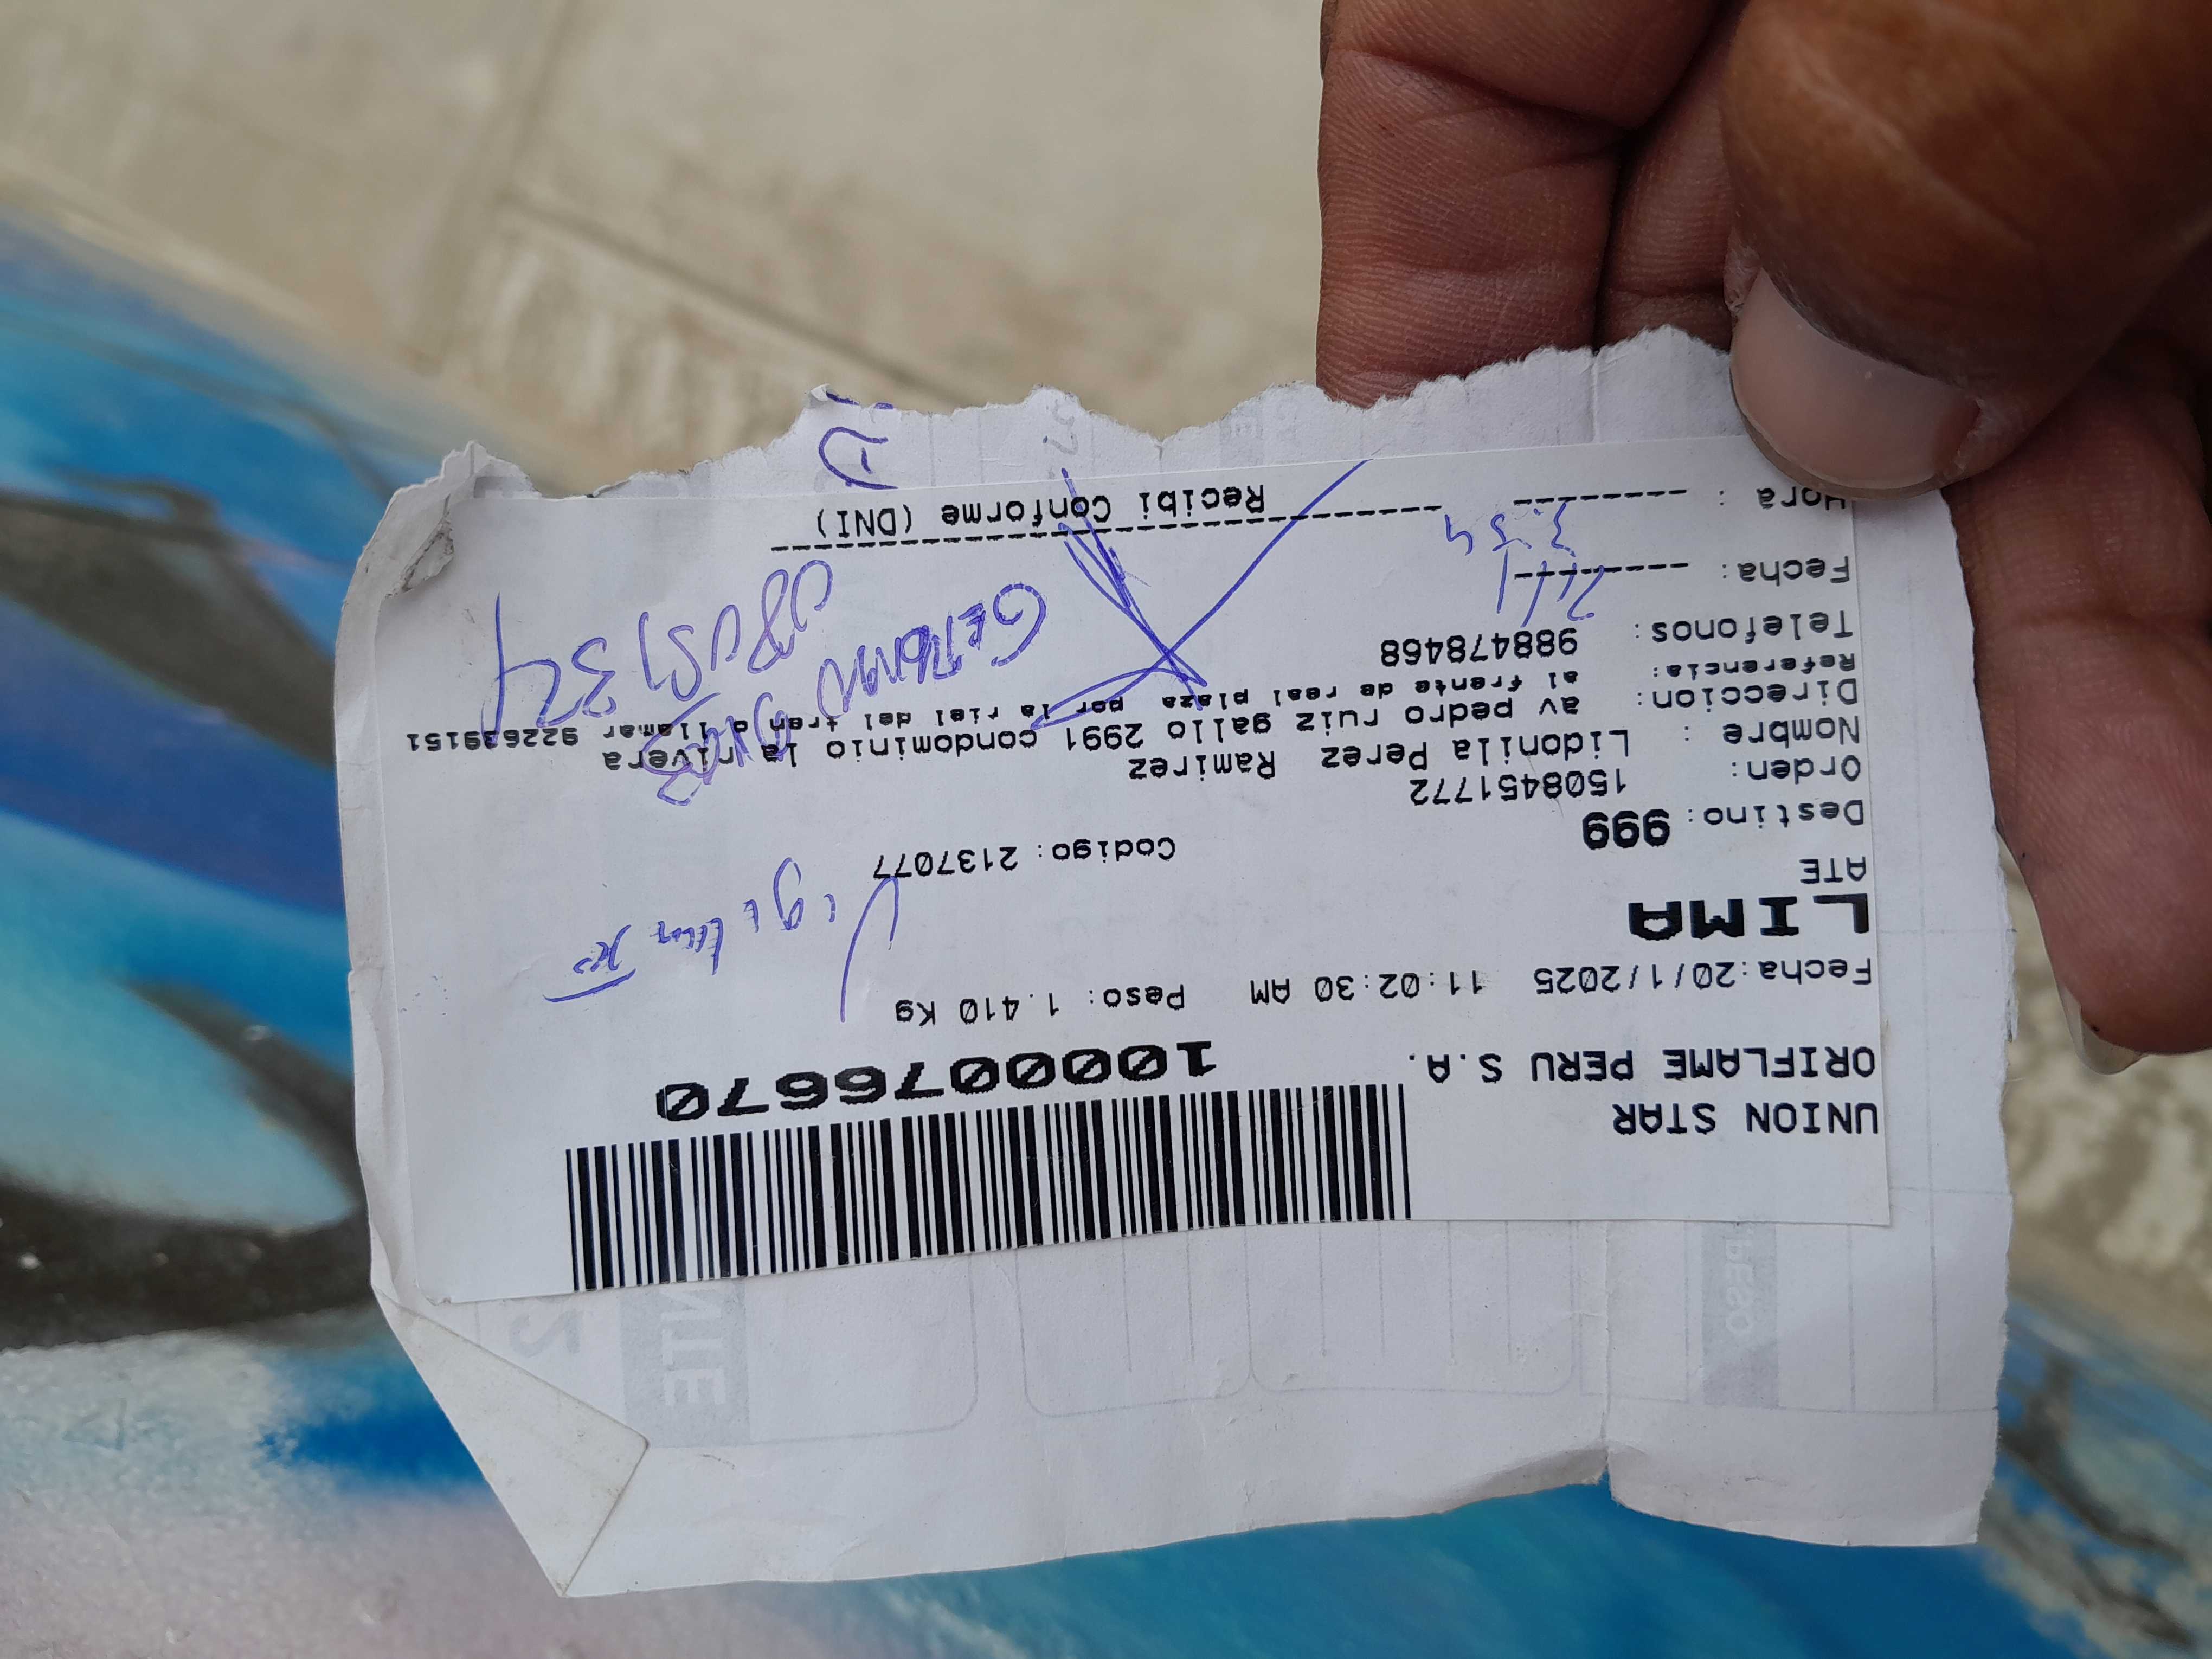 UNION STAR
ORIFLAME PERU S.A.
1000076670
Fecha:20/1/2025 11:02:30 AM Peso: 1.410 Kg
LIMA
ATE
Destino: 999 Codigo: 2137077
Orden: 1508451772
Nombre : Lidonila Perez Ramirez
Direccion: av pedro ruiz gallo 2991 condominio la rivera
Referencia: al frente de real plaza por la riel del tren o llamar 922639151
Telefonos: 988478468
Fecha: ---------
Hora : ---------
3:54
Recibi Conforme (DNI)